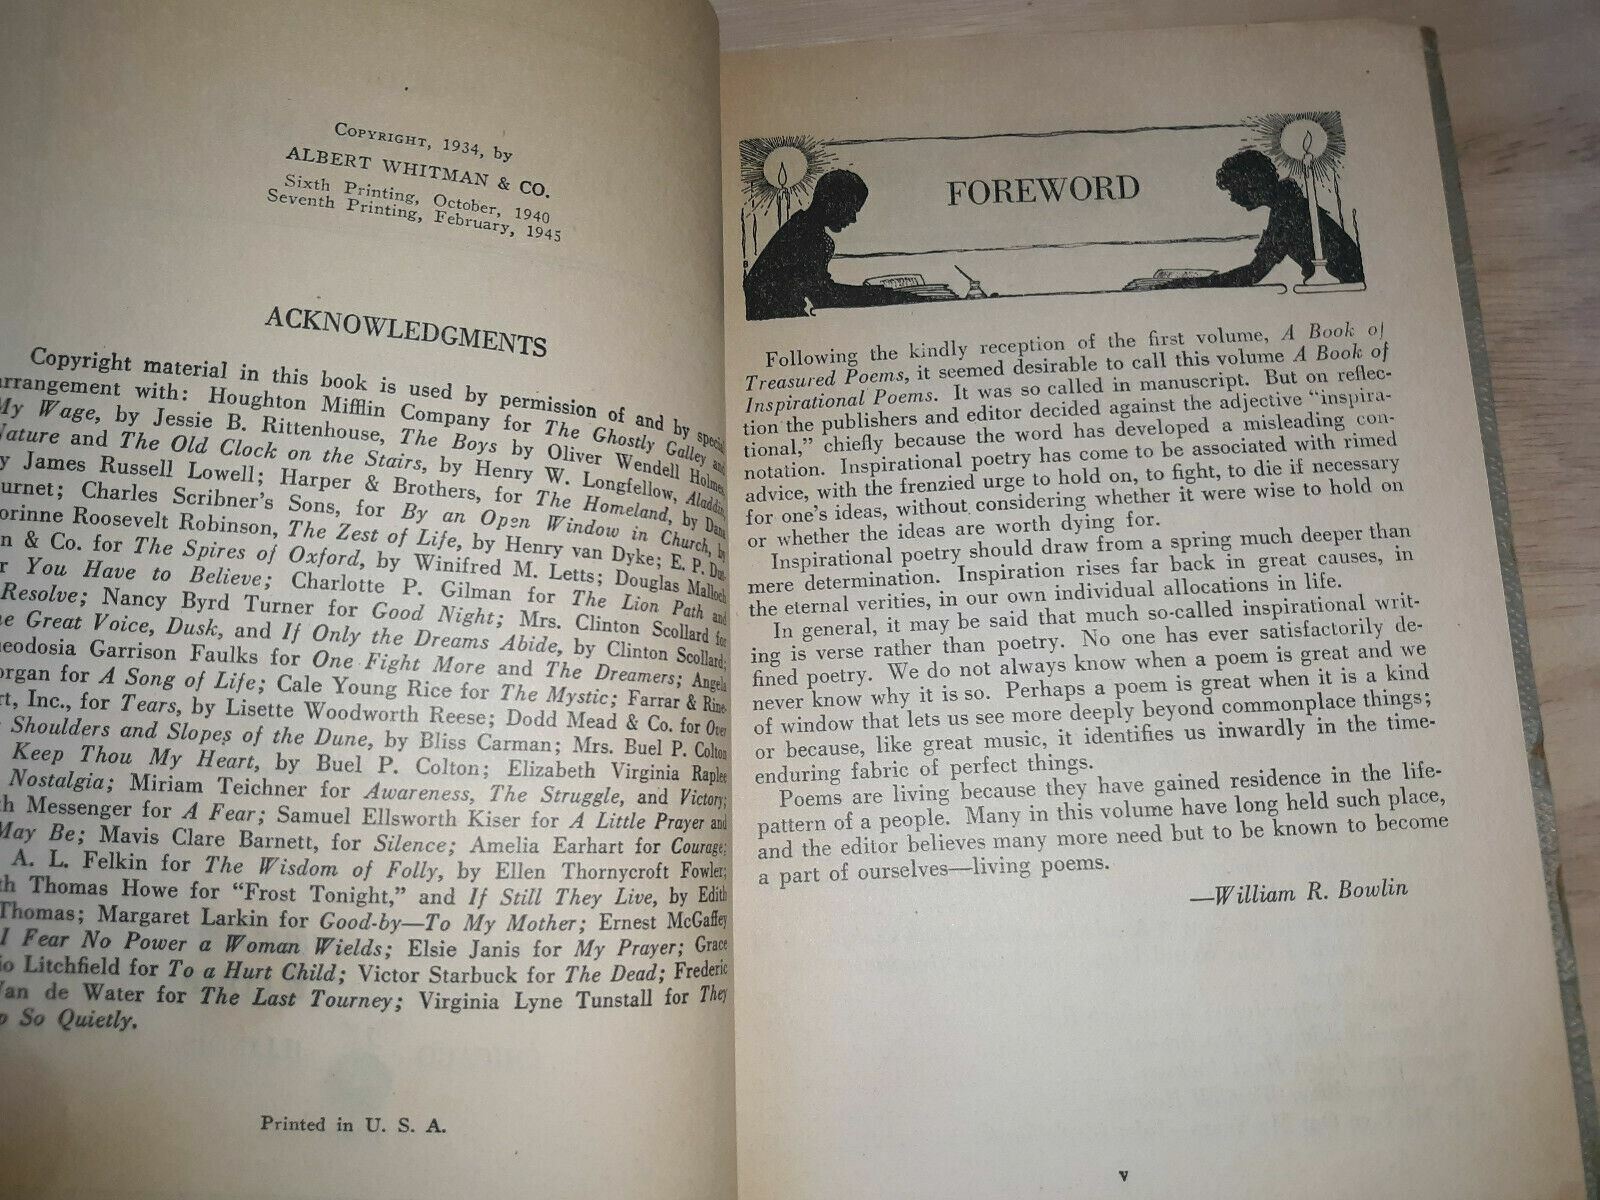 COPYRIGHT, 1934, by
ALBERT WHITMAN & CO.
Sixth Printing, October, 1940
Seventh Printing, February, 1945
ACKNOWLEDGMENTS
Copyright material in this book is used by permission of and by special
arrangement with: Houghton Mifflin Company for The Ghostly Galley and
My Wage, by Jessie B. Rittenhouse, The Boys by Oliver Wendell Holmes,
Nature and The Old Clock on the Stairs, by Henry W. Longfellow, Aladdin,
by James Russell Lowell; Harper & Brothers, for The Homeland, by Dana
urnet; Charles Scribner's Sons, for By an Open Window in Church, by
orinne Roosevelt Robinson, The Zest of Life, by Henry van Dyke; E. P. Dut-
n & Co. for The Spires of Oxford, by Winifred M. Letts; Douglas Malloch
r You Have to Believe; Charlotte P. Gilman for The Lion Path and
Resolve; Nancy Byrd Turner for Good Night; Mrs. Clinton Scollard for
he Great Voice, Dusk, and If Only the Dreams Abide, by Clinton Scollard;
heodosia Garrison Faulks for One Fight More and The Dreamers; Angela
organ for A Song of Life; Cale Young Rice for The Mystic; Farrar & Rine-
rt, Inc., for Tears, by Lisette Woodworth Reese; Dodd Mead & Co. for Over
Shoulders and Slopes of the Dune, by Bliss Carman; Mrs. Buel P. Colton
Keep Thou My Heart, by Buel P. Colton; Elizabeth Virginia Raplee
Nostalgia; Miriam Teichner for Awareness, The Struggle, and Victory;
th Messenger for A Fear; Samuel Ellsworth Kiser for A Little Prayer and
May Be; Mavis Clare Barnett, for Silence; Amelia Earhart for Courage;
A. L. Felkin for The Wisdom of Folly, by Ellen Thornycroft Fowler;
th Thomas Howe for "Frost Tonight," and If Still They Live, by Edith
Thomas; Margaret Larkin for Good-by—To My Mother; Ernest McGaffey
I Fear No Power a Woman Wields; Elsie Janis for My Prayer; Grace
io Litchfield for To a Hurt Child; Victor Starbuck for The Dead; Frederic
Van de Water for The Last Tourney; Virginia Lyne Tunstall for They
o So Quietly.
Printed in U. S. A.
FOREWORD
Following the kindly reception of the first volume, A Book of
Treasured Poems, it seemed desirable to call this volume A Book of
Inspirational Poems. It was so called in manuscript. But on reflec-
tion the publishers and editor decided against the adjective "inspira-
tional," chiefly because the word has developed a misleading con-
notation. Inspirational poetry has come to be associated with rimed
advice, with the frenzied urge to hold on, to fight, to die if necessary
for one's ideas, without considering whether it were wise to hold on
or whether the ideas are worth dying for.
Inspirational poetry should draw from a spring much deeper than
mere determination. Inspiration rises far back in great causes, in
the eternal verities, in our own individual allocations in life.
In general, it may be said that much so-called inspirational writ-
ing is verse rather than poetry. No one has ever satisfactorily de-
fined poetry. We do not always know when a poem is great and we
never know why it is so. Perhaps a poem is great when it is a kind
of window that lets us see more deeply beyond commonplace things;
or because, like great music, it identifies us inwardly in the time-
enduring fabric of perfect things.
Poems are living because they have gained residence in the life-
pattern of a people. Many in this volume have long held such place,
and the editor believes many more need but to be known to become
a part of ourselves—living poems.
—William R. Bowlin
v